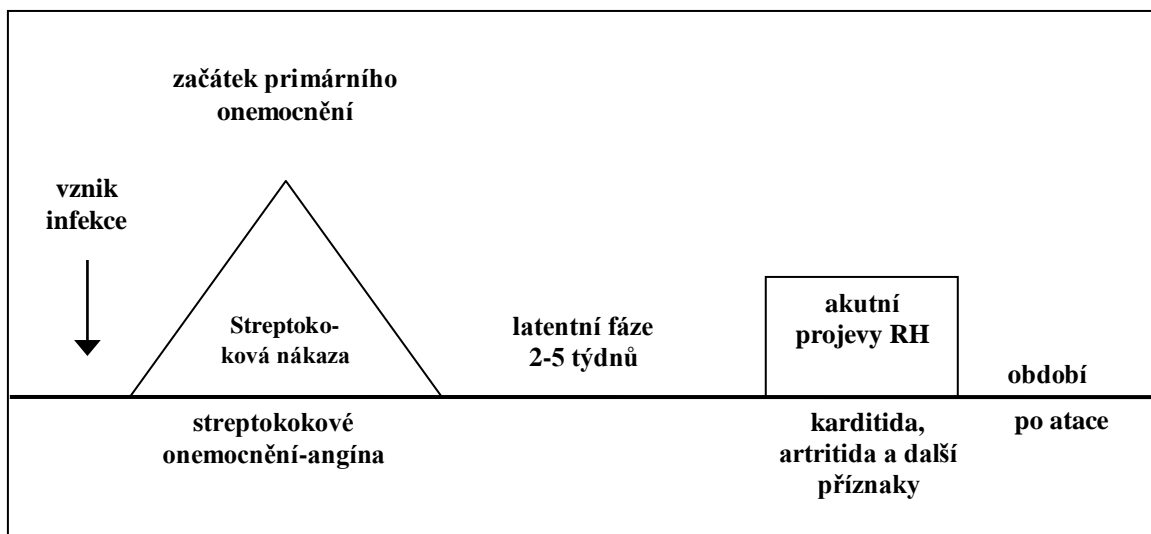 začátek primárního
onemocnění
vznik
infekce
Streptoko-
ková nákaza
latentní fáze
2-5 týdnů
akutní
projevy RH
období
po atace
streptokokové
onemocnění-angína
karditida,
artritida a další
příznaky